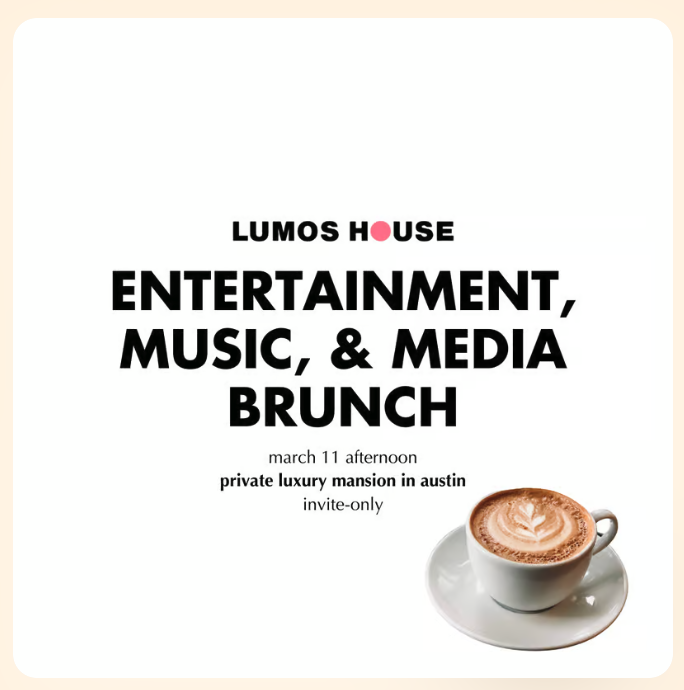 LUMOS HOUSE
ENTERTAINMENT,
MUSIC, & MEDIA
BRUNCH
march 11 afternoon
private luxury mansion in austin
invite-only